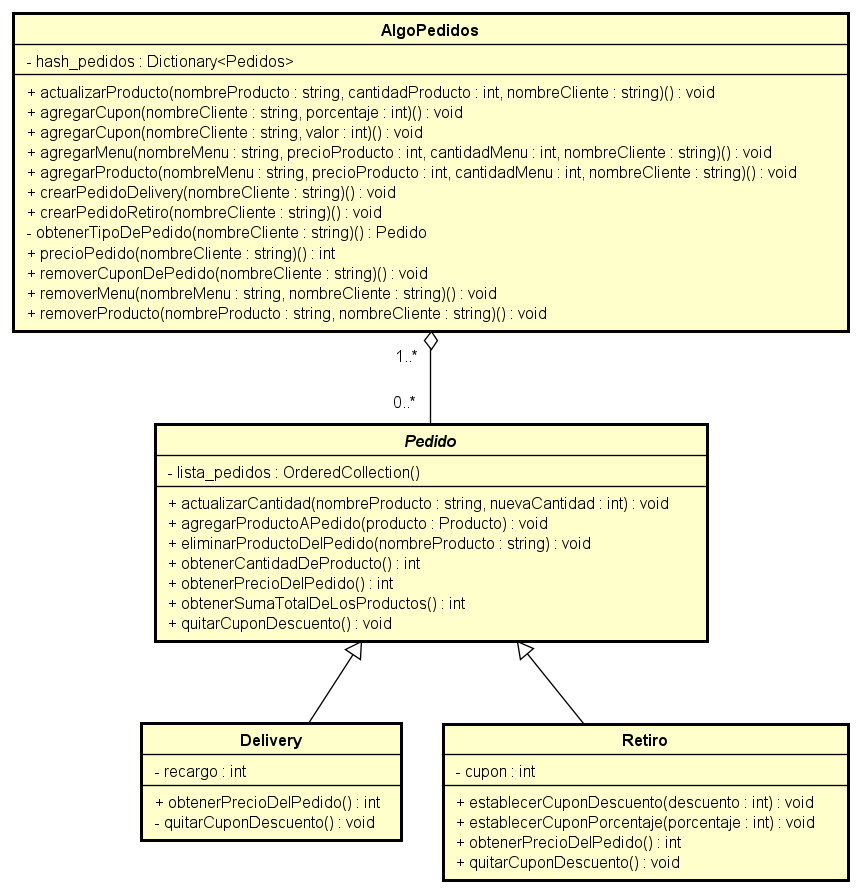 AlgoPedidos
- hash_pedidos : Dictionary<Pedidos>
+ actualizarProducto(nombreProducto : string, cantidadProducto : int, nombreCliente : string)() : void
+ agregarCupon(nombreCliente : string, porcentaje : int)() : void
+ agregarCupon(nombreCliente : string, valor : int)() : void
+ agregarMenu(nombreMenu : string, precioProducto : int, cantidadMenu : int, nombreCliente : string)() : void
+ agregarProducto(nombreMenu : string, precioProducto : int, cantidadMenu : int, nombreCliente : string)() : void
+ crearPedidoDelivery(nombreCliente : string)() : void
+ crearPedidoRetiro(nombreCliente : string)() : void
- obtenerTipoDePedido(nombreCliente : string)() : Pedido
+ precioPedido(nombreCliente : string)() : int
+ removerCuponDePedido(nombreCliente : string)() : void
+ removerMenu(nombreMenu : string, nombreCliente : string)() : void
+ removerProducto(nombreProducto : string, nombreCliente : string)() : void
1..*
0..*
Pedido
- lista_pedidos : OrderedCollection()
+ actualizarCantidad(nombreProducto : string, nuevaCantidad : int) : void
+ agregarProductoAPedido(producto : Producto) : void
+ eliminarProductoDelPedido(nombreProducto : string) : void
+ obtenerCantidadDeProducto() : int
+ obtenerPrecioDelPedido() : int
+ obtenerSumaTotalDeLosProductos() : int
+ quitarCuponDescuento() : void
Delivery
- recargo : int
+ obtenerPrecioDelPedido() : int
- quitarCuponDescuento() : void
Retiro
- cupon : int
+ establecerCuponDescuento(descuento : int) : void
+ establecerCuponPorcentaje(porcentaje : int) : void
+ obtenerPrecioDelPedido() : int
+ quitarCuponDescuento() : void